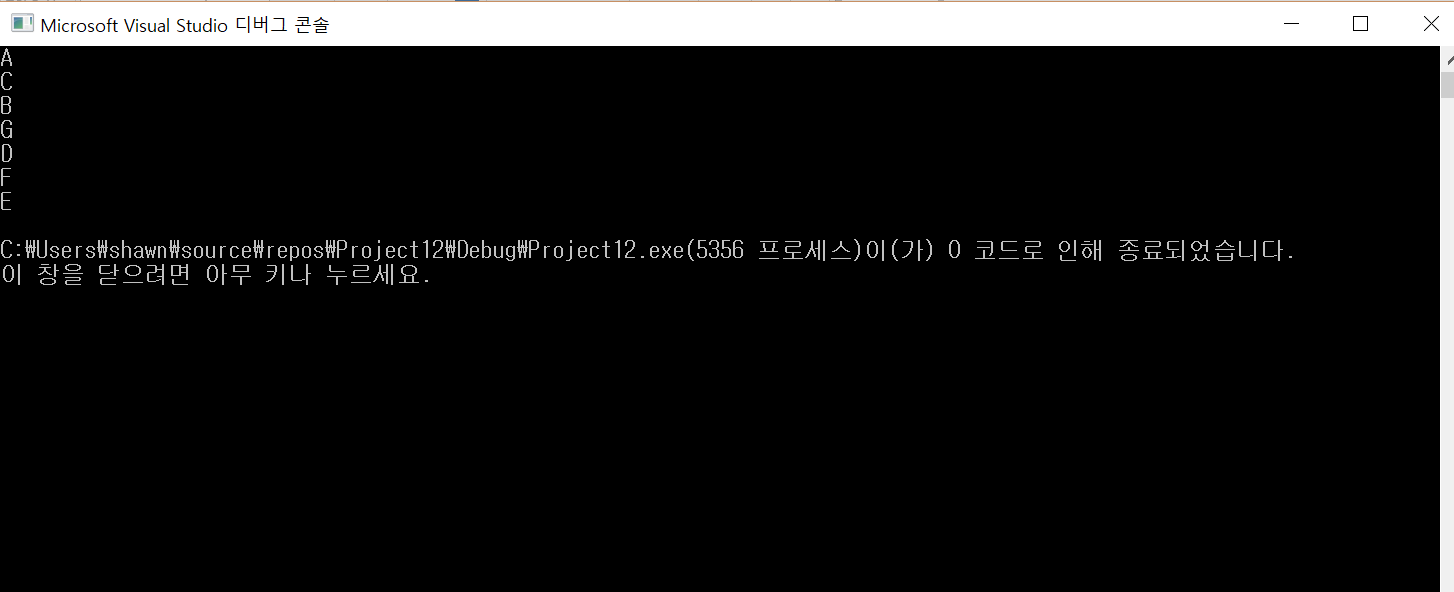 Microsoft Visual Studio 디버그 콘솔
A
C
B
G
D
F
E
C:₩Users₩shawn₩source₩repos₩Project12₩Debug₩Project12.exe(5356 프로세스)이(가) 0 코드로 인해 종료되었습니다.
이 창을 닫으려면 아무 키나 누르세요.